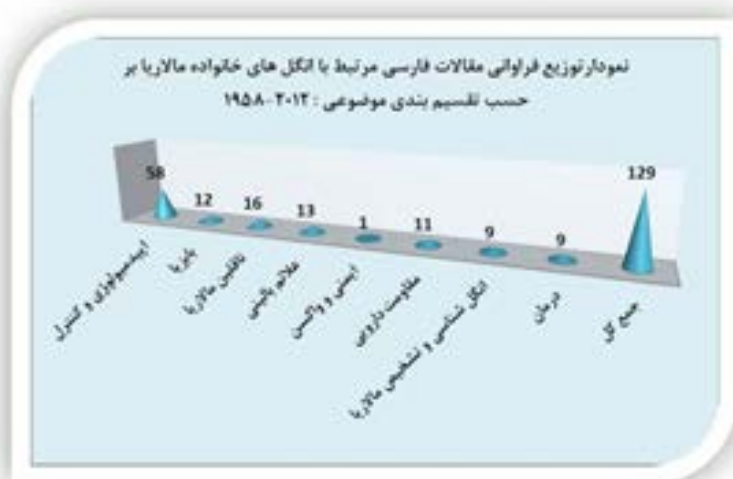 نمودارتوزیع فراوانی مقالات فارسی مرتبط با انگل های خانواده مالاریا بر
حسب تقسیم بندی موضوعی : ۲۰۱۲-۱۹۵۸
58
12
16
13
1
11
9
9
129
اپیدمیولوژی و کنترل
بابزیا
ناقلین مالاریا
علائم بالینی
ایمنی و واکسن
مقاومت دارویی
انگل شناسی و تشخیص مالاریا
درمان
جمع کل